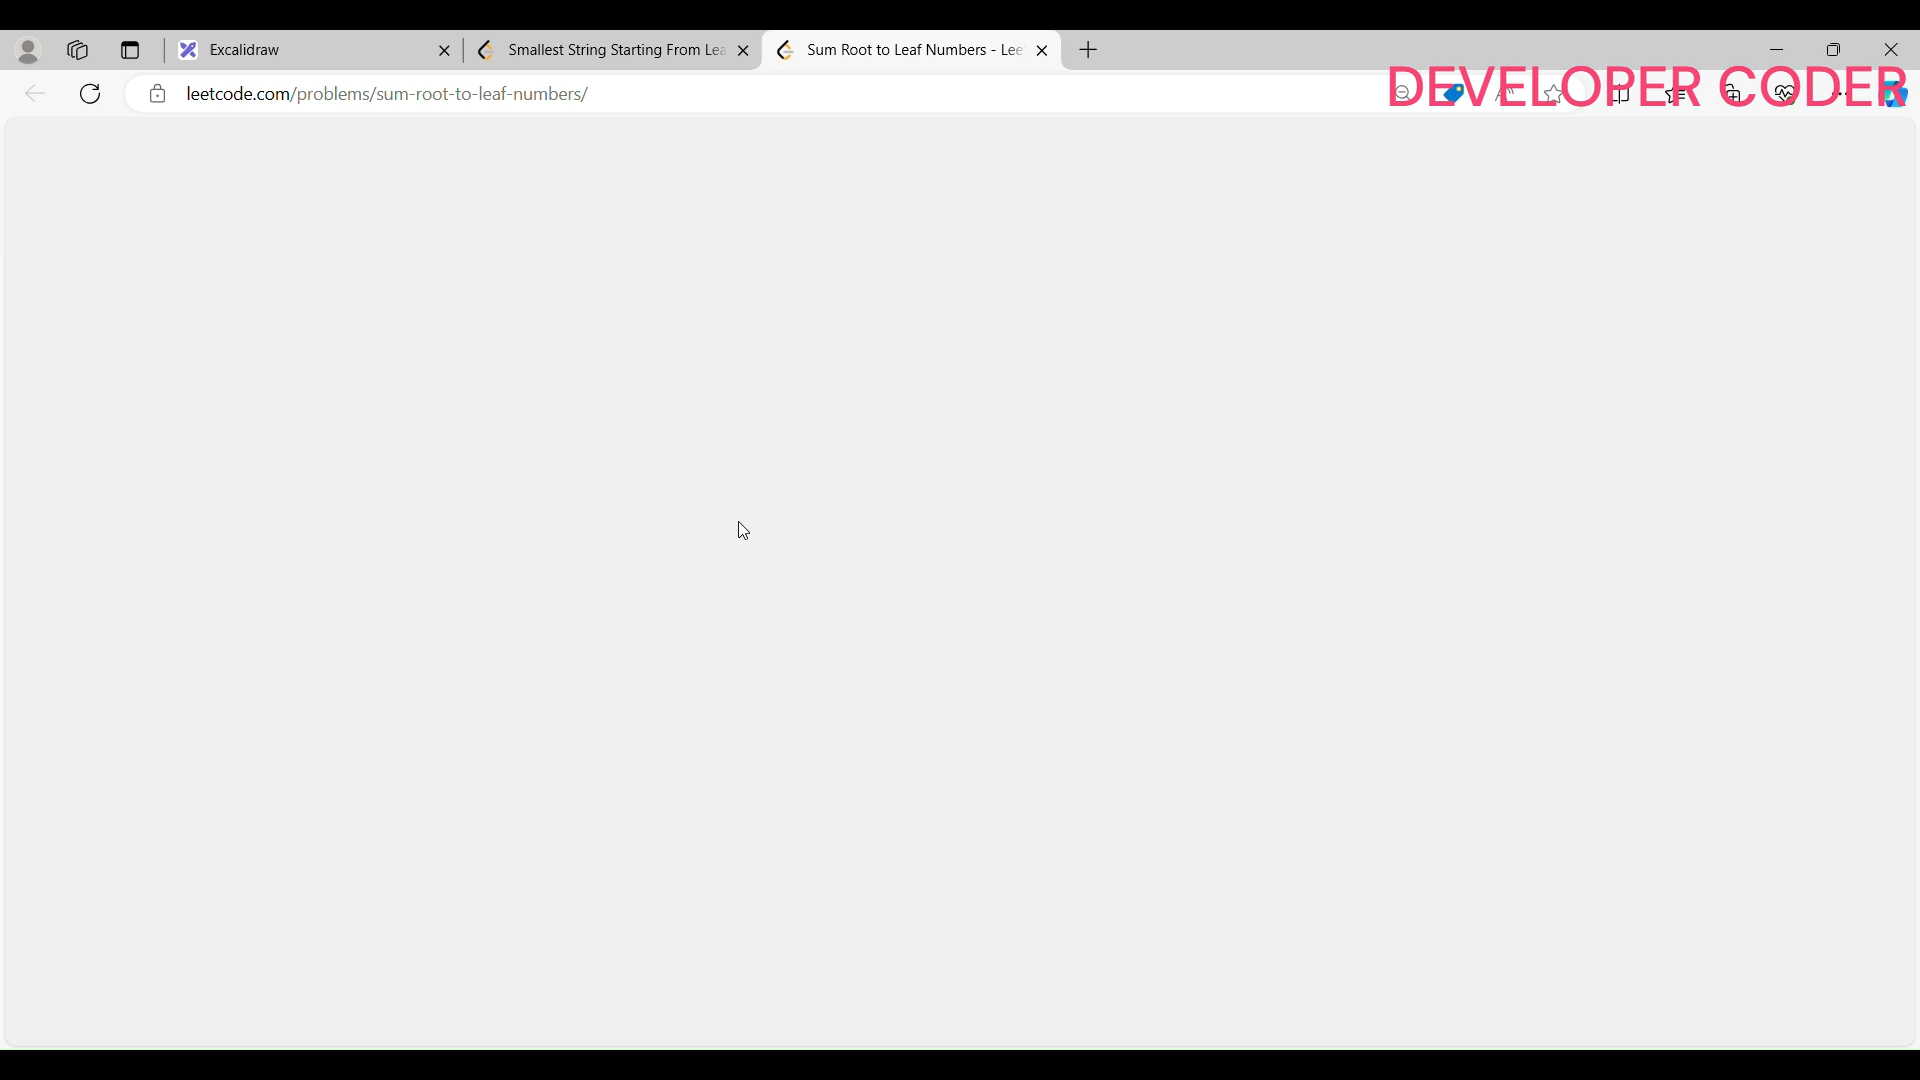 Excalidraw
Smallest String Starting From Lea
Sum Root to Leaf Numbers - Lee
leetcode.com/problems/sum-root-to-leaf-numbers/
DEVELOPER CODER